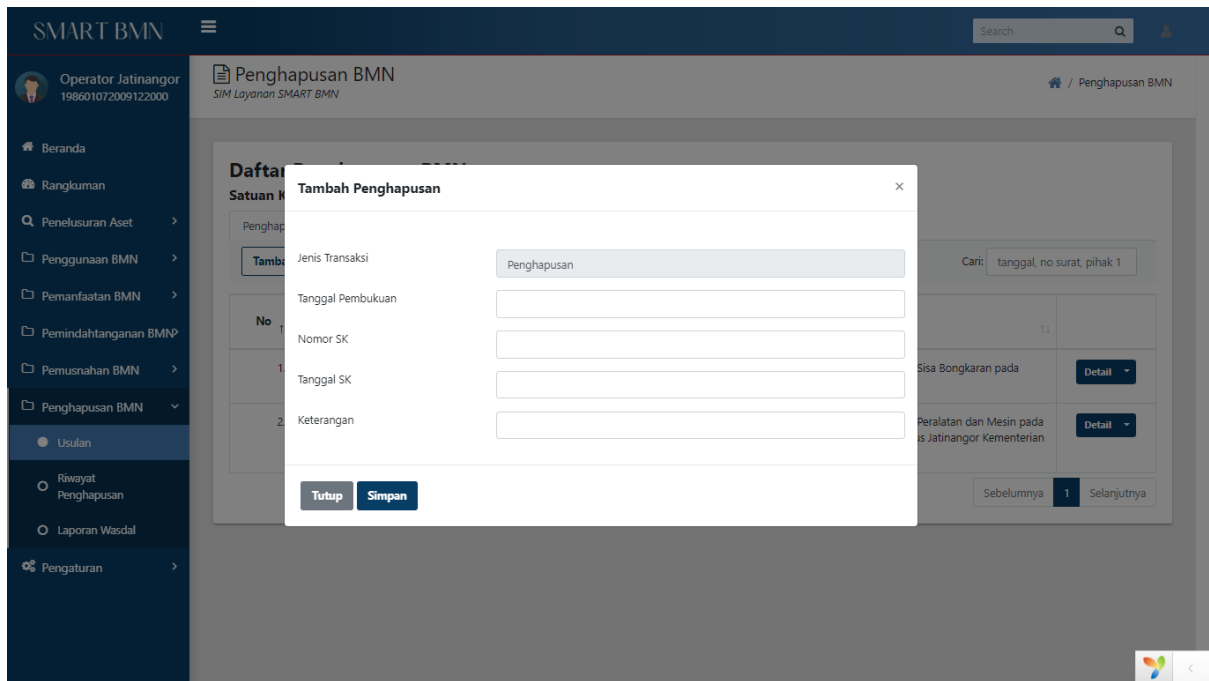 SMART BMN
Search
Operator Jatinangor
198601072009122000
Penghapusan BMN
SIM Layanan SMART BMN
/ Penghapusan BMN
Beranda
Rangkuman
Penelusuran Aset
Penggunaan BMN
Pemanfaatan BMN
Pemindahtanganan BMN
Pemusnahan BMN
Penghapusan BMN
Usulan
Riwayat
Penghapusan
Laporan Wasdal
Pengaturan
Daftar
Satuan K
Penghap
Tamba
Cari: tanggal, no surat, pihak 1
No
1.
Sisa Bongkaran pada
Detail
2.
Peralatan dan Mesin pada
s Jatinangor Kementerian
Detail
Sebelumnya 1 Selanjutnya
Tambah Penghapusan
×
Jenis Transaksi
Penghapusan
Tanggal Pembukuan
Nomor SK
Tanggal SK
Keterangan
Tutup Simpan